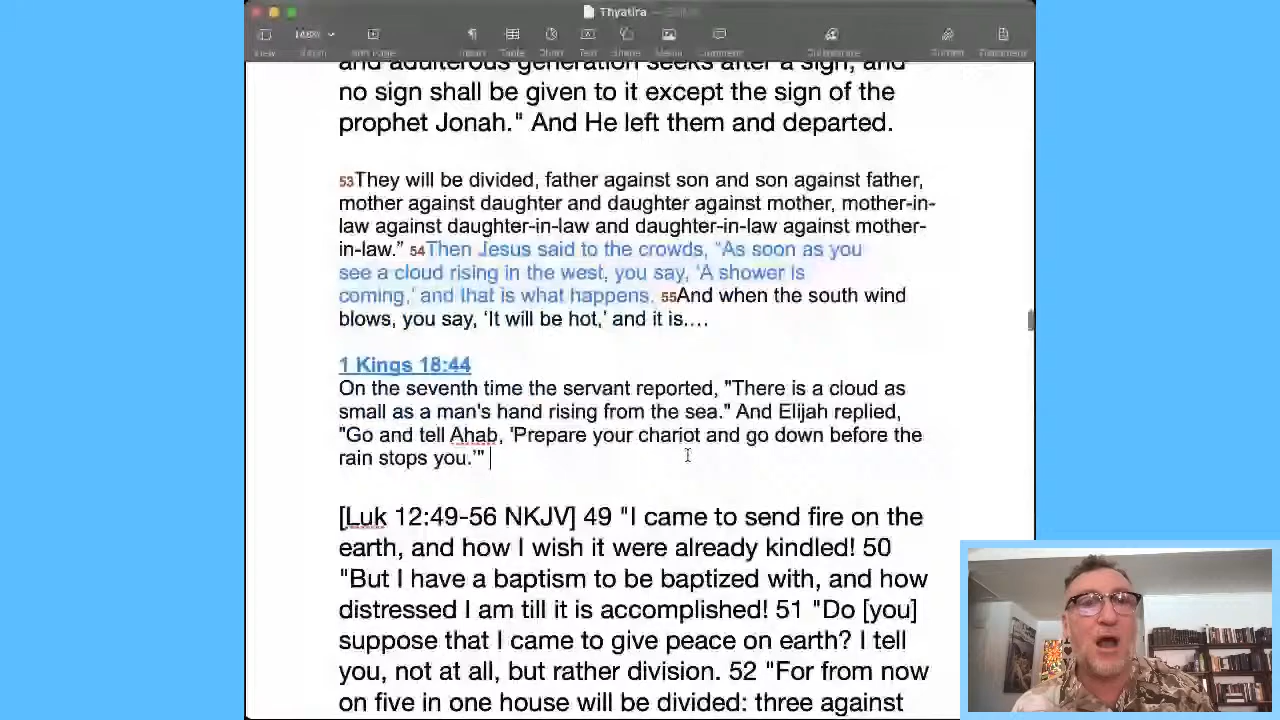 Thyatira
View
Table
Chart
Text
Shape
Media
Comment
Collaborate
Format
Document
and adulterous generation seeks after a sign, and
no sign shall be given to it except the sign of the
prophet Jonah." And He left them and departed.
53They will be divided, father against son and son against father,
mother against daughter and daughter against mother, mother-in-
law against daughter-in-law and daughter-in-law against mother-
in-law.” 54Then Jesus said to the crowds, “As soon as you
see a cloud rising in the west, you say, ‘A shower is
coming,’ and that is what happens. 55And when the south wind
blows, you say, ‘It will be hot,’ and it is.…
1 Kings 18:44
On the seventh time the servant reported, "There is a cloud as
small as a man's hand rising from the sea." And Elijah replied,
"Go and tell Ahab, 'Prepare your chariot and go down before the
rain stops you.'"
[Luk 12:49-56 NKJV] 49 "I came to send fire on the
earth, and how I wish it were already kindled! 50
"But I have a baptism to be baptized with, and how
distressed I am till it is accomplished! 51 "Do [you]
suppose that I came to give peace on earth? I tell
you, not at all, but rather division. 52 "For from now
on five in one house will be divided: three against